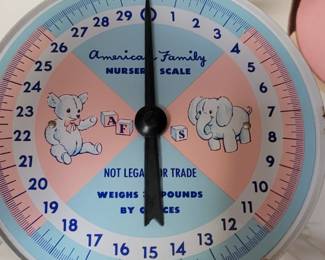 29 0 1
28 2
27 3
26 4
25 5
24 6
23 7
22 8
21 9
20 10
19 11
18 12
17 13
16 15 14
American Family
NURSERY SCALE
A F S
NOT LEGAL FOR TRADE
WEIGHS POUNDS
BY OUNCES